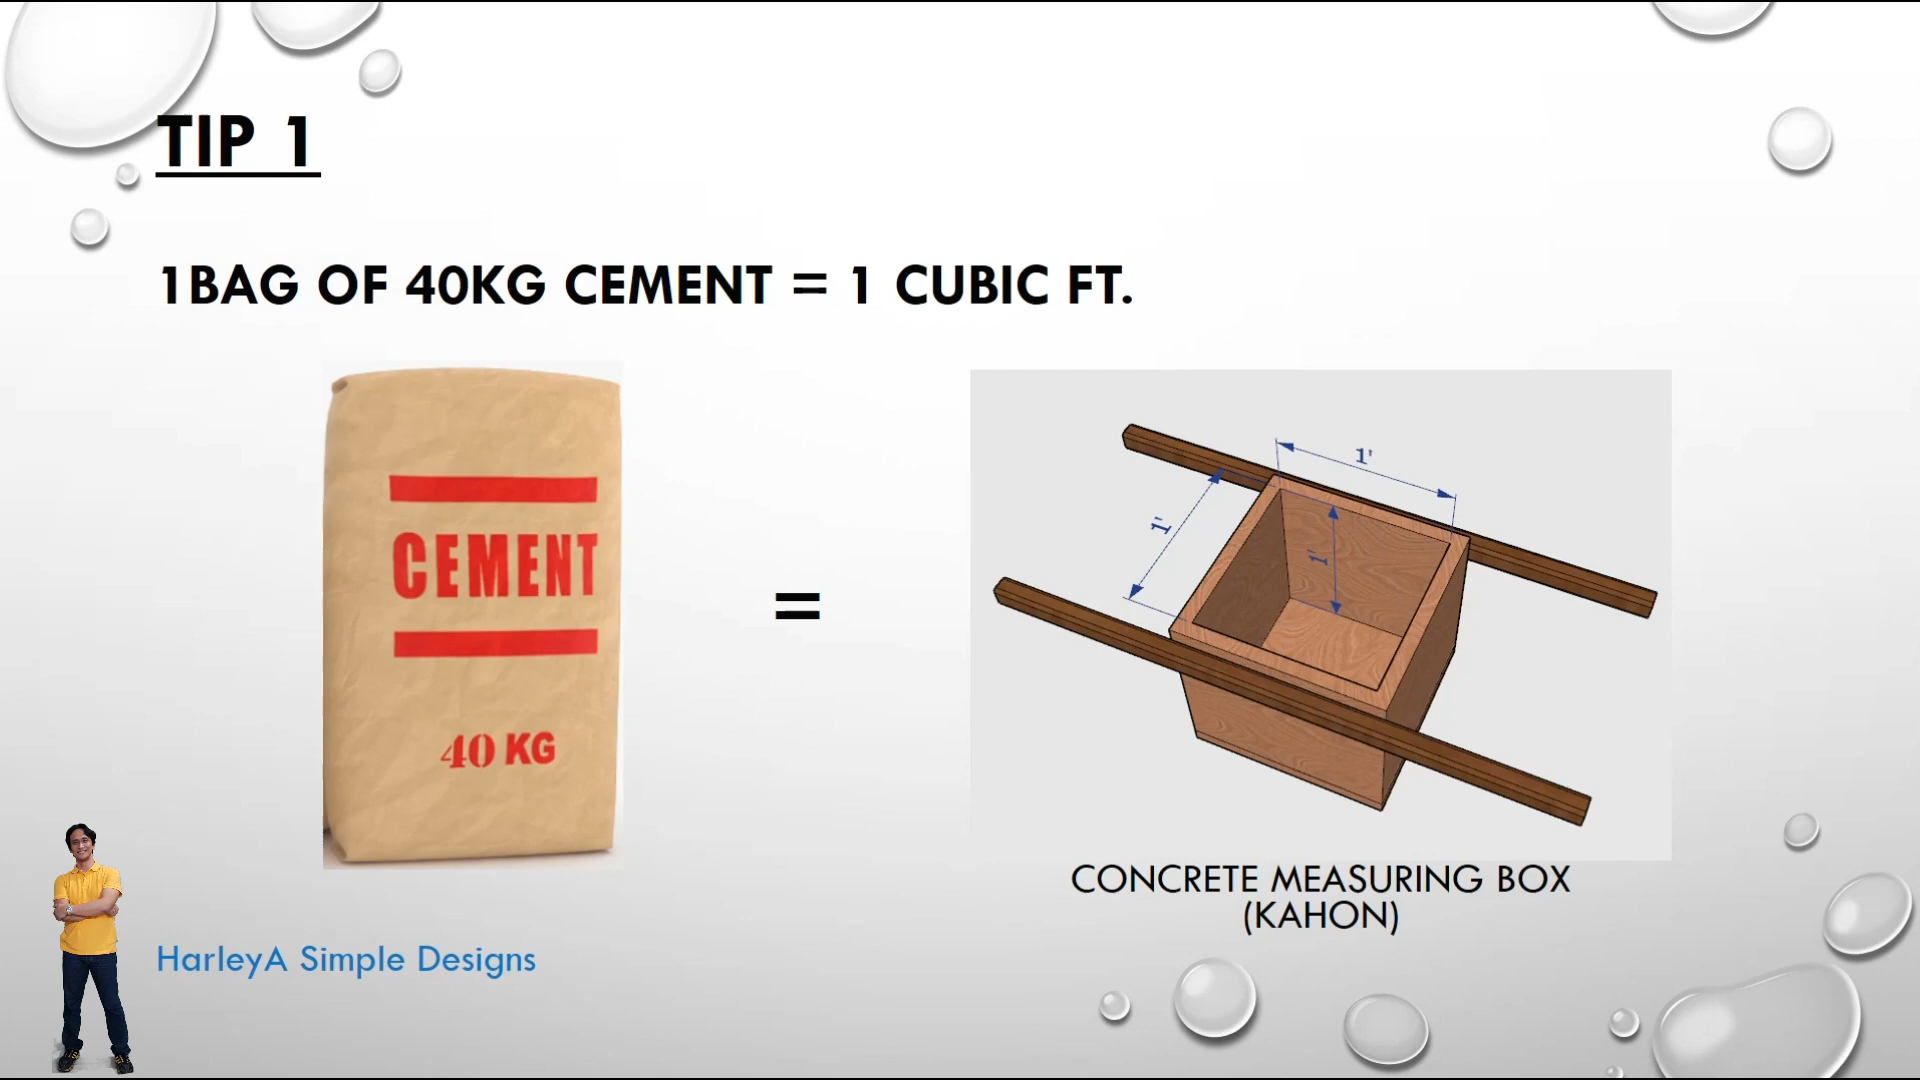 TIP 1
1BAG OF 40KG CEMENT = 1 CUBIC FT.
CEMENT
40 KG
=
1'
1'
1'
CONCRETE MEASURING BOX
(KAHON)
HarleyA Simple Designs